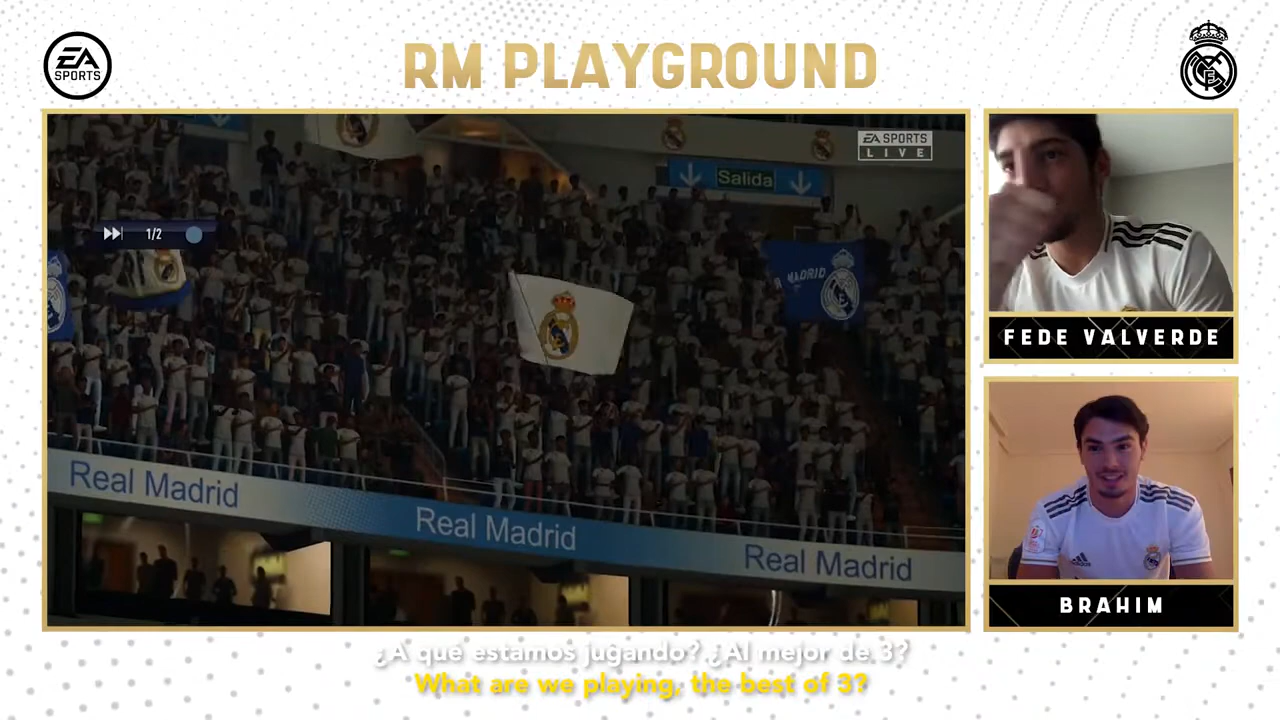 EA
SPORTS
RM PLAYGROUND
EA SPORTS
LIVE
Salida
1/2
MADRID
Real Madrid
Real Madrid
Real Madrid
FEDE VALVERDE
BRAHIM
¿A qué estamos jugando? ¿Al mejor de 3?
What are we playing, the best of 3?